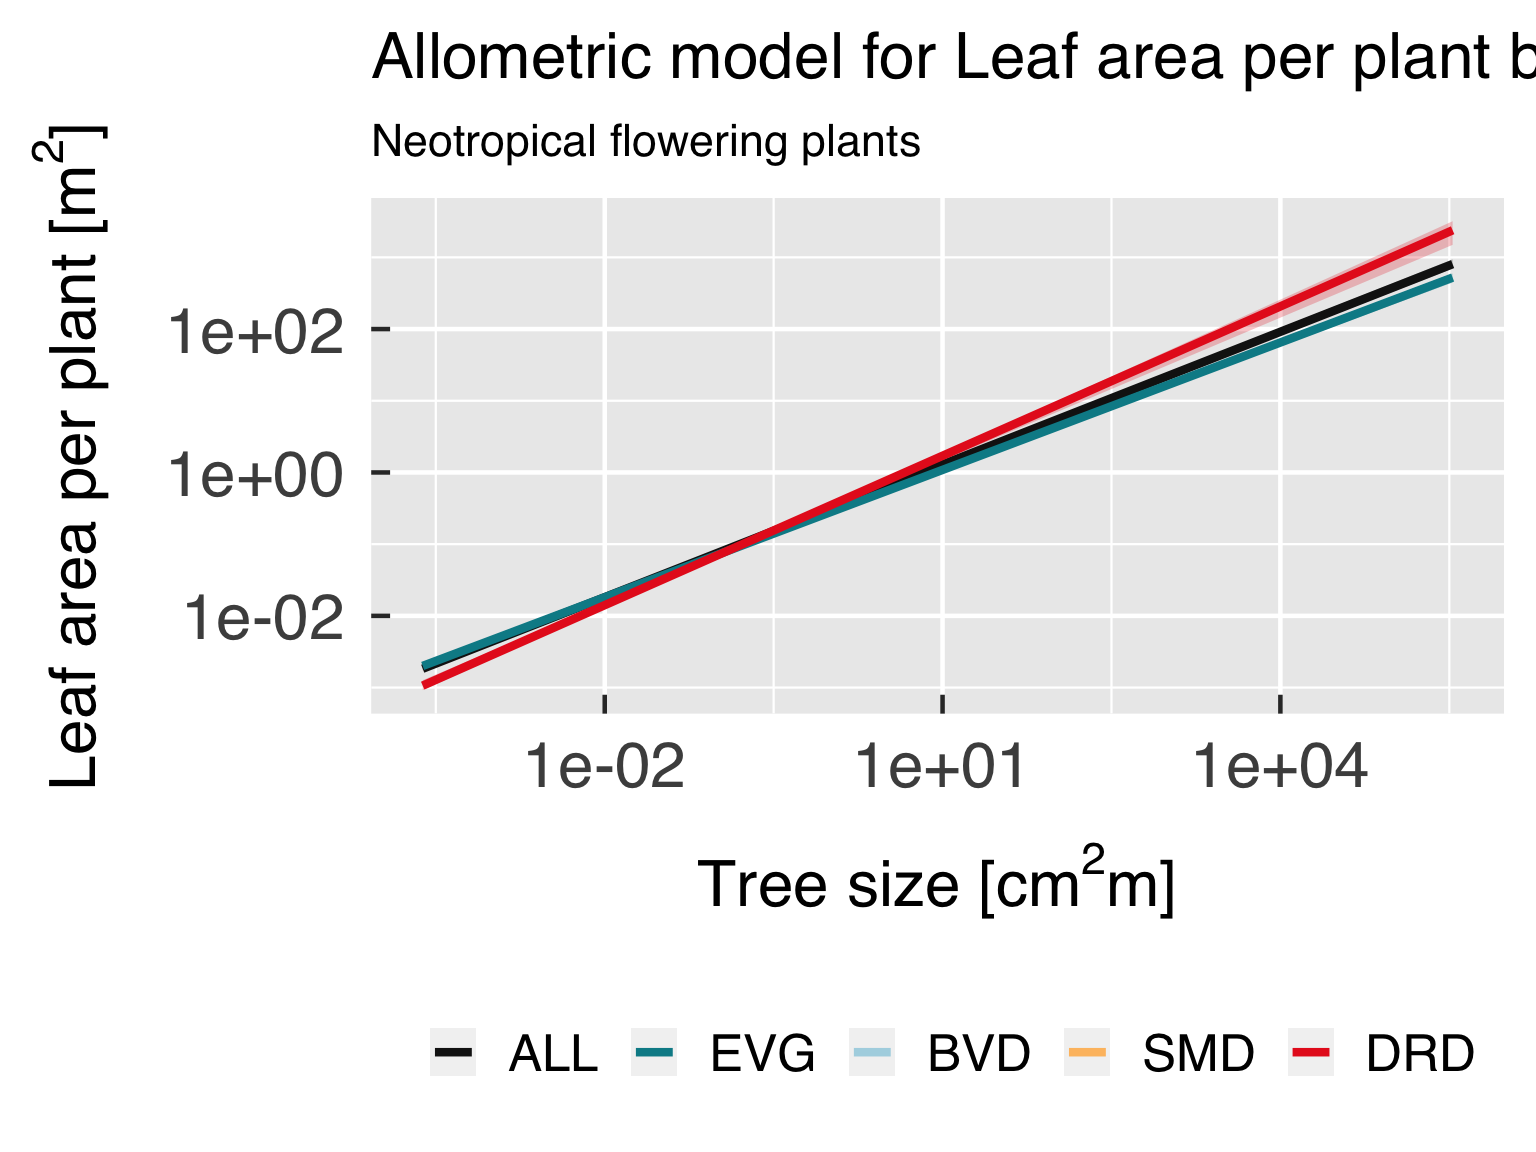 Allometric model for Leaf area per plant b
Neotropical flowering plants
Leaf area per plant [m²]
1e+02
1e+00
1e-02
1e-02 1e+01 1e+04
Tree size [cm²m]
ALL EVG BVD SMD DRD